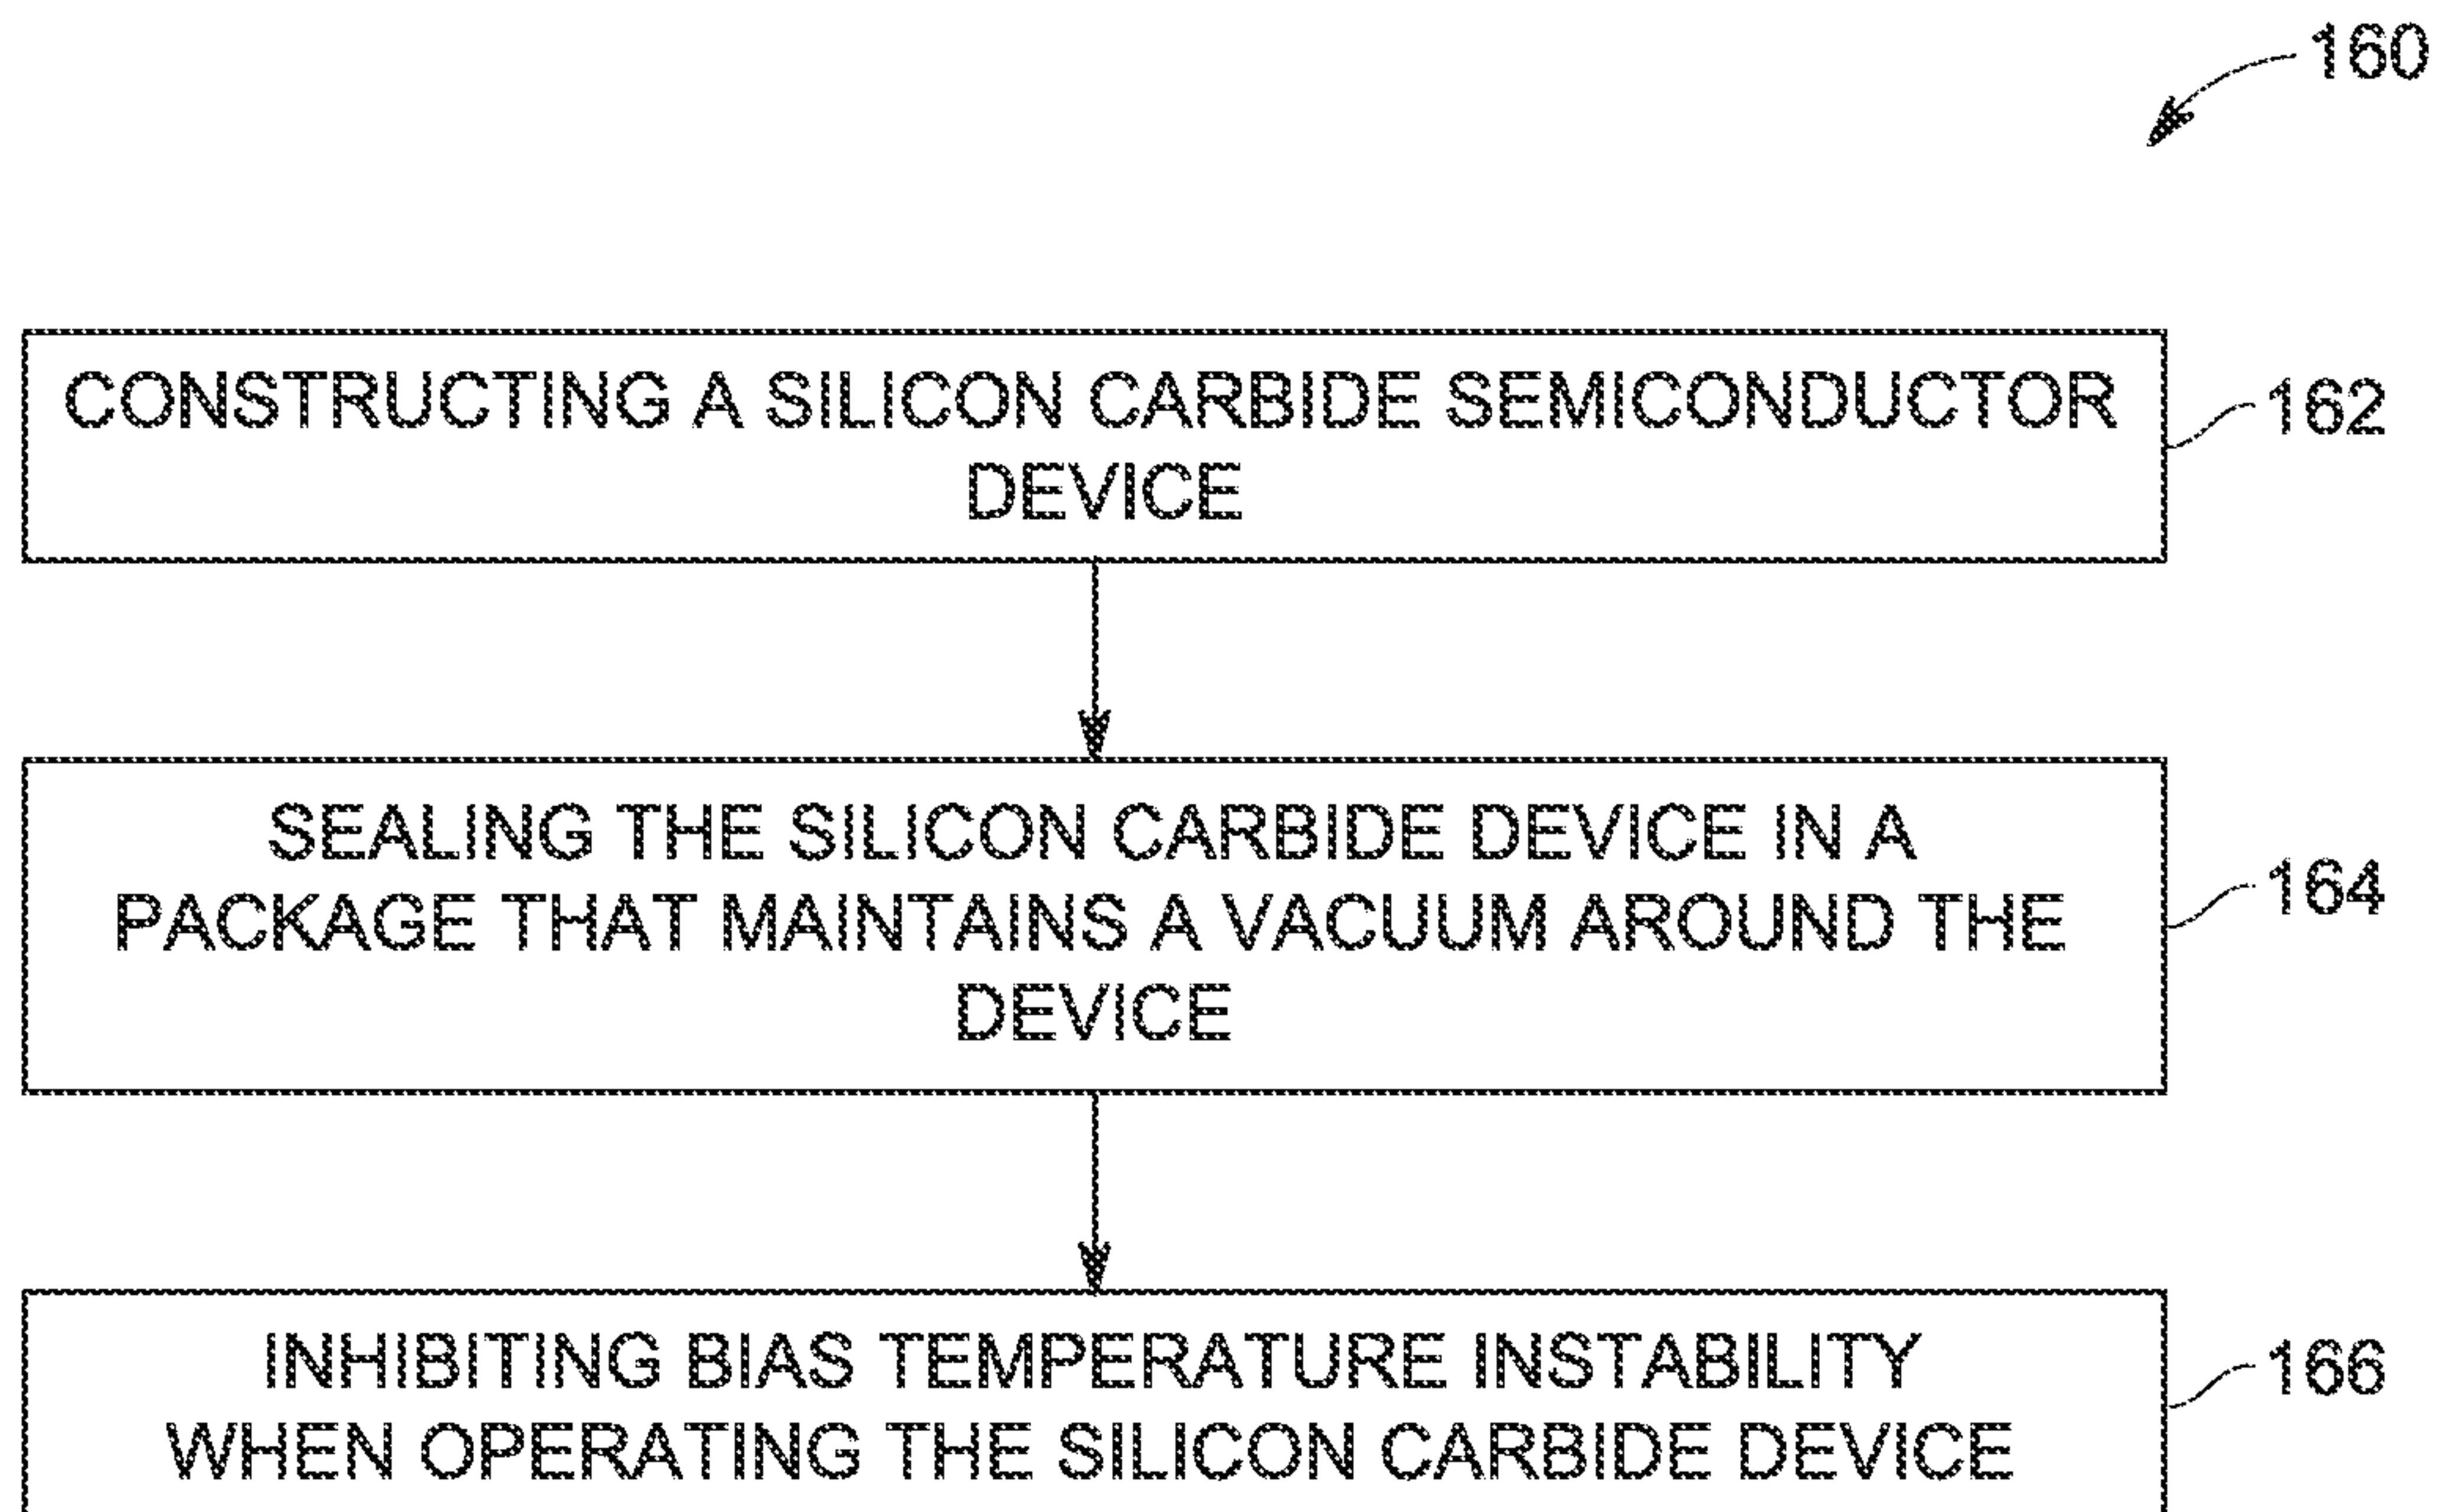 160
CONSTRUCTING A SILICON CARBIDE SEMICONDUCTOR
DEVICE
162
SEALING THE SILICON CARBIDE DEVICE IN A
PACKAGE THAT MAINTAINS A VACUUM AROUND THE
DEVICE
164
INHIBITING BIAS TEMPERATURE INSTABILITY
WHEN OPERATING THE SILICON CARBIDE DEVICE
166